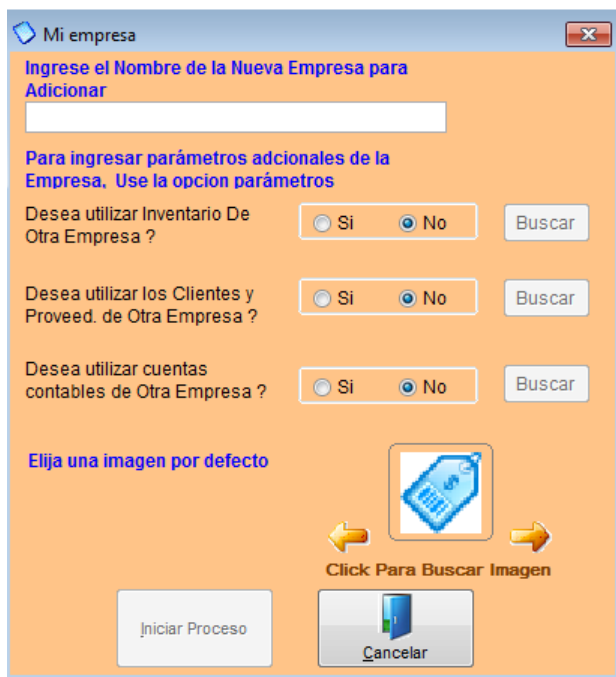 Mi empresa
Ingrese el Nombre de la Nueva Empresa para
Adicionar
Para ingresar parámetros adcionales de la
Empresa, Use la opcion parámetros
Desea utilizar Inventario De
Otra Empresa ?
Si No Buscar
Desea utilizar los Clientes y
Proveed. de Otra Empresa ?
Si No Buscar
Desea utilizar cuentas
contables de Otra Empresa ?
Si No Buscar
Elija una imagen por defecto
Click Para Buscar Imagen
Iniciar Proceso
Cancelar